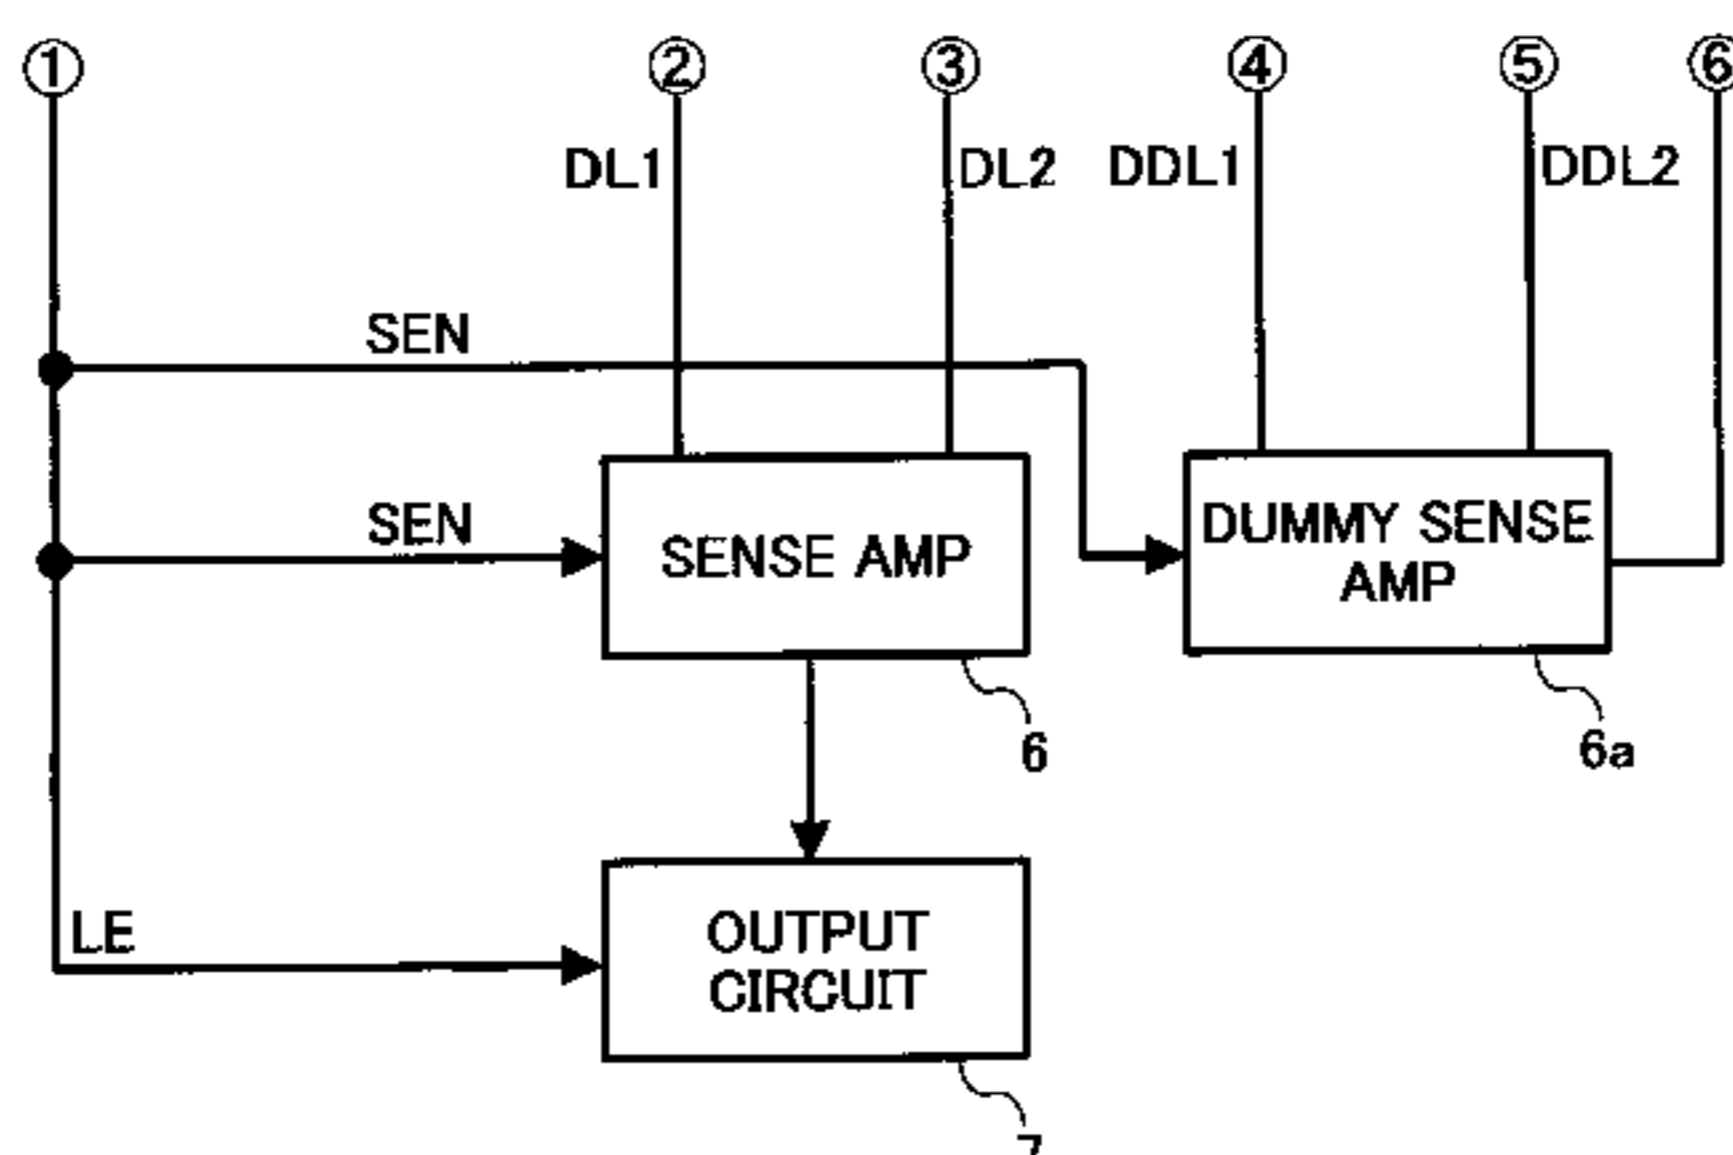 ① ② ③ ④ ⑤ ⑥
DL1 DL2 DDL1 DDL2
SEN
SEN
SENSE AMP
DUMMY SENSE
AMP
6
6a
LE
OUTPUT
CIRCUIT
7